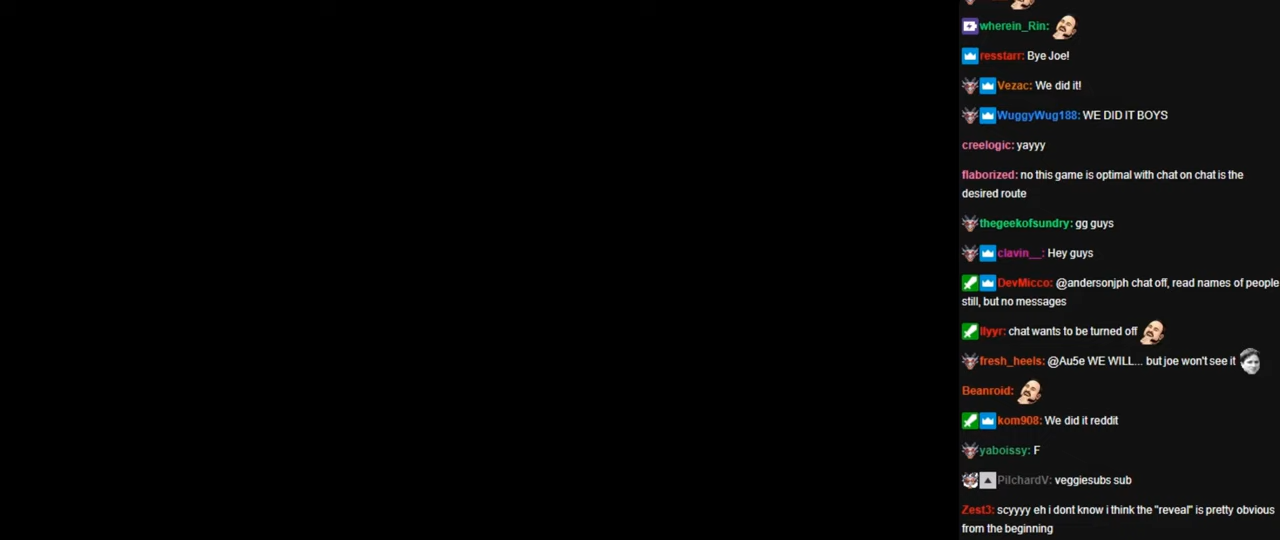 wherein_Rin:
resstarr: Bye Joe!
Vezac: We did it!
WuggyWug188: WE DID IT BOYS
creelogic: yayyy
flaborized: no this game is optimal with chat on chat is the
desired route
thegeekofsundry: gg guys
clavin__: Hey guys
DevMicco: @andersonjph chat off, read names of people
still, but no messages
llyyr: chat wants to be turned off
fresh_heels: @Au5e WE WILL... but joe won't see it
Beanroid:
kom908: We did it reddit
yaboissy: F
PilchardV: veggiesubs sub
Zest3: scyyyy eh i dont know i think the "reveal" is pretty obvious
from the beginning